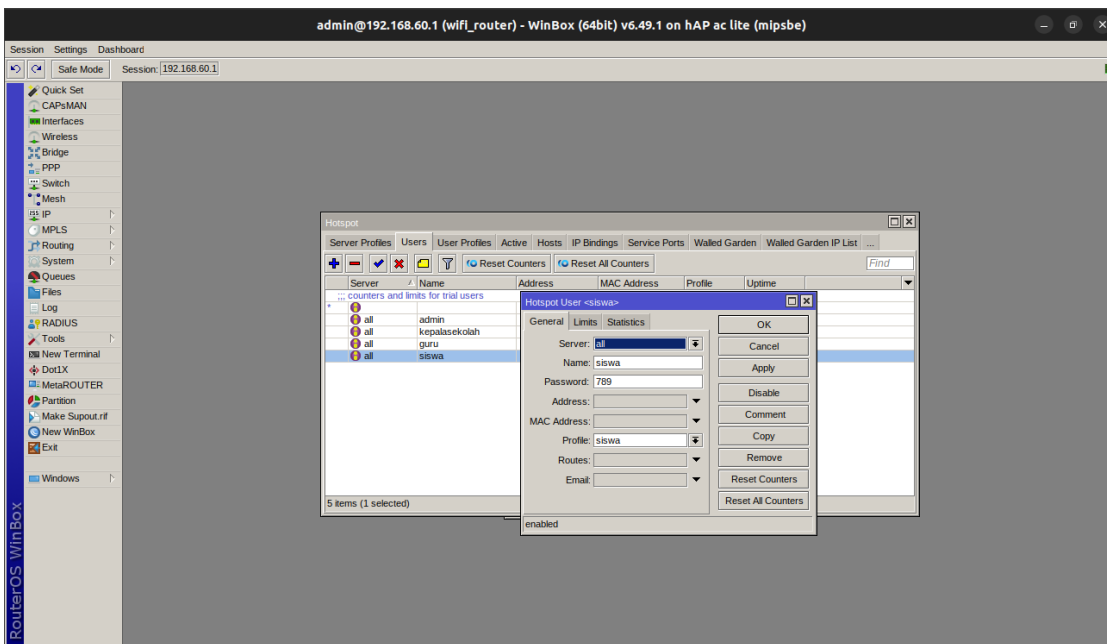 admin@192.168.60.1 (wifi_router) - WinBox (64bit) v6.49.1 on hAP ac lite (mipsbe)
Session Settings Dashboard
Safe Mode Session: 192.168.60.1
Quick Set
CAPsMAN
Interfaces
Wireless
Bridge
PPP
Switch
Mesh
IP
MPLS
Routing
System
Queues
Files
Log
RADIUS
Tools
New Terminal
Dot1X
MetaROUTER
Partition
Make Supout.rif
New WinBox
Exit
Windows
RouterOS WinBox
Hotspot
Server Profiles Users User Profiles Active Hosts IP Bindings Service Ports Walled Garden Walled Garden IP List ...
Reset Counters Reset All Counters Find
Server Name Address MAC Address Profile Uptime
;;; counters and limits for trial users
*
all admin
all kepalasekolah
all guru
all siswa
5 items (1 selected)
Hotspot User <siswa>
General Limits Statistics
Server: all
Name: siswa
Password: 789
Address:
MAC Address:
Profile: siswa
Routes:
Email:
OK
Cancel
Apply
Disable
Comment
Copy
Remove
Reset Counters
Reset All Counters
enabled